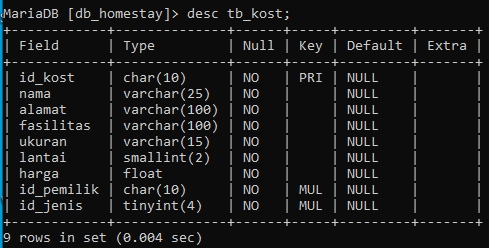 MariaDB [db_homestay]> desc tb_kost;
+------------+--------------+------+-----+---------+-------+
| Field      | Type         | Null | Key | Default | Extra |
+------------+--------------+------+-----+---------+-------+
| id_kost    | char(10)     | NO   | PRI | NULL    |       |
| nama       | varchar(25)  | NO   |     | NULL    |       |
| alamat     | varchar(100) | NO   |     | NULL    |       |
| fasilitas  | varchar(100) | NO   |     | NULL    |       |
| ukuran     | varchar(15)  | NO   |     | NULL    |       |
| lantai     | smallint(2)  | NO   |     | NULL    |       |
| harga      | float        | NO   |     | NULL    |       |
| id_pemilik | char(10)     | NO   | MUL | NULL    |       |
| id_jenis   | tinyint(4)   | NO   | MUL | NULL    |       |
+------------+--------------+------+-----+---------+-------+
9 rows in set (0.004 sec)